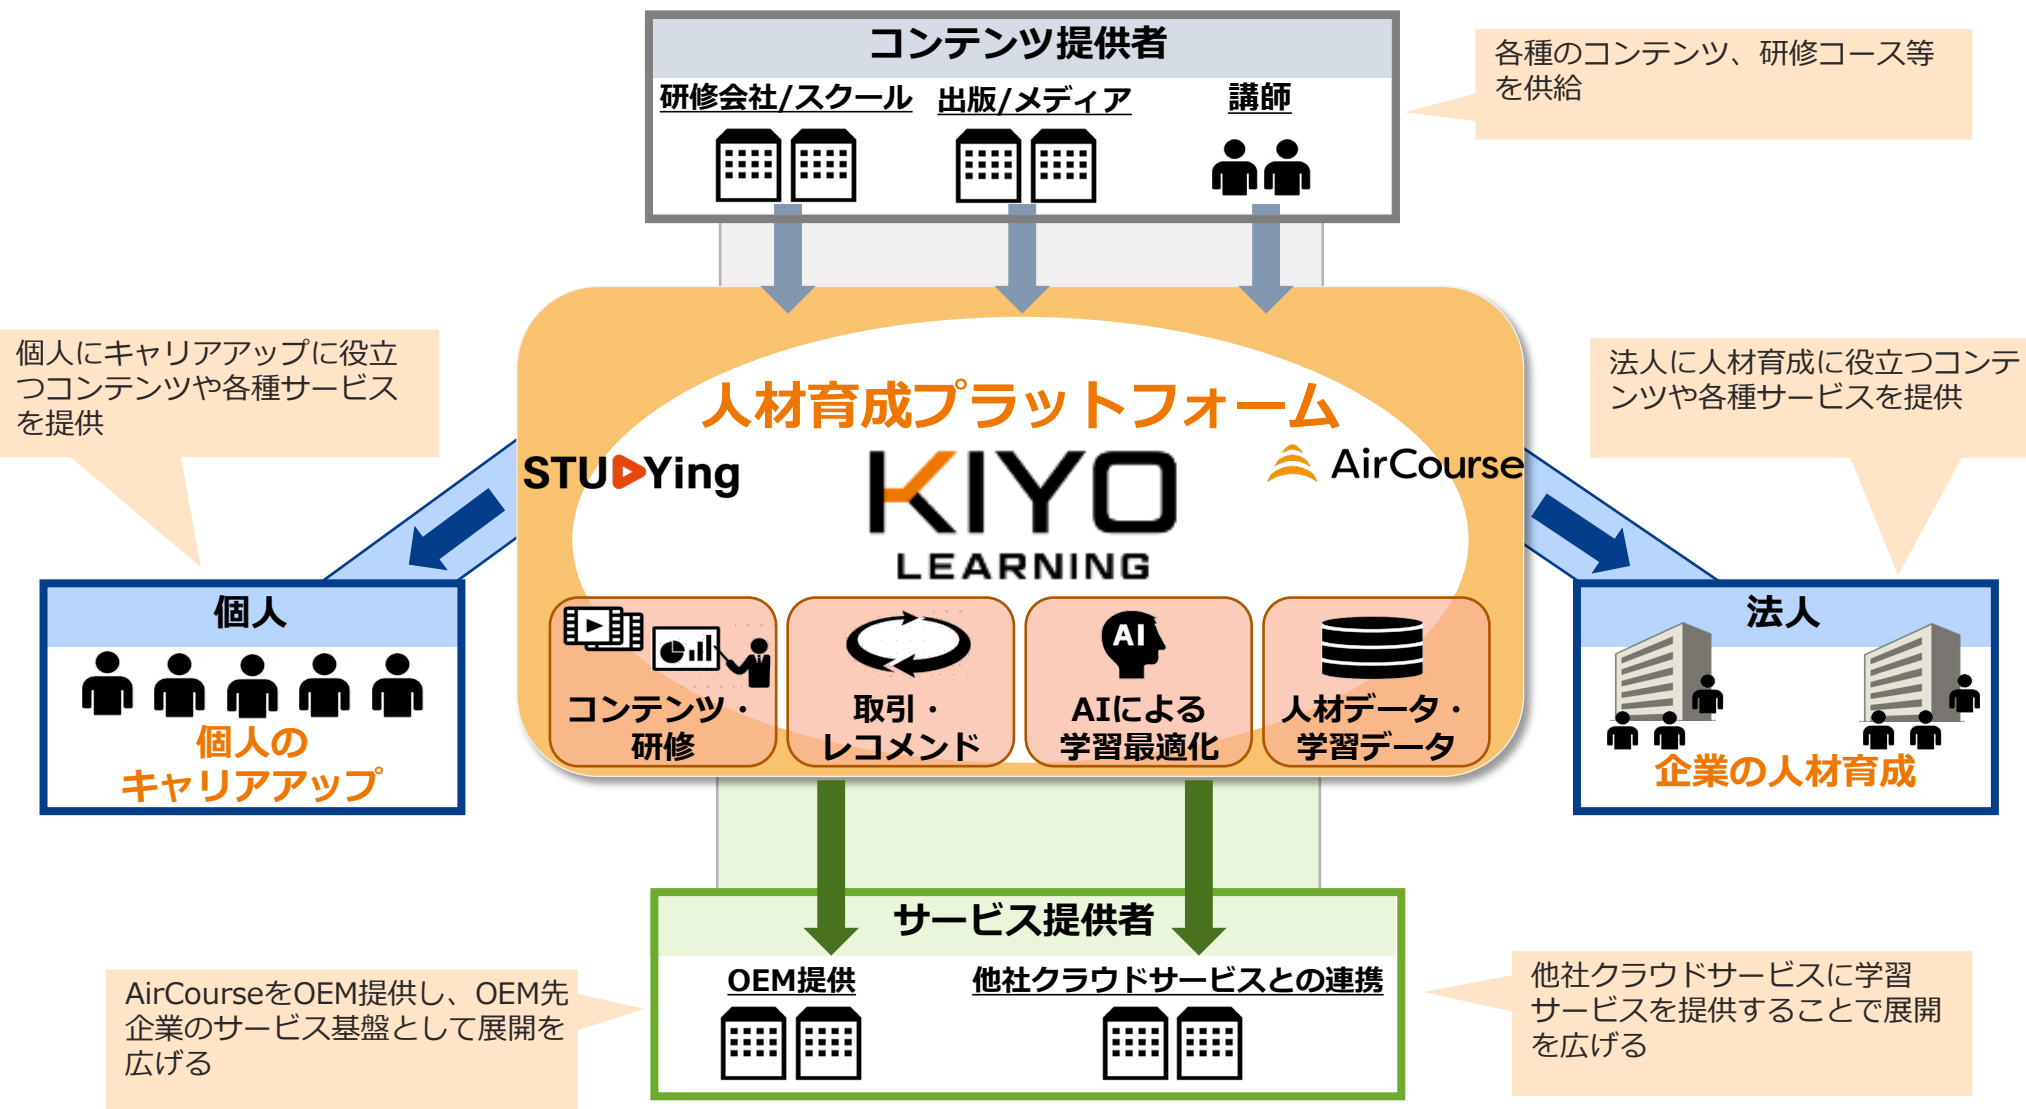 コンテンツ提供者
研修会社/スクール
出版/メディア
講師
各種のコンテンツ、研修コース等
を供給
個人にキャリアアップに役立
つコンテンツや各種サービス
を提供
法人に人材育成に役立つコンテ
ンツや各種サービスを提供
人材育成プラットフォーム
STUDYing
KIYO
LEARNING
AirCourse
個人
個人の
キャリアアップ
コンテンツ・
研修
取引・
レコメンド
AI
AIによる
学習最適化
人材データ・
学習データ
法人
企業の人材育成
サービス提供者
OEM提供
他社クラウドサービスとの連携
AirCourseをOEM提供し、OEM先
企業のサービス基盤として展開を
広げる
他社クラウドサービスに学習
サービスを提供することで展開
を広げる